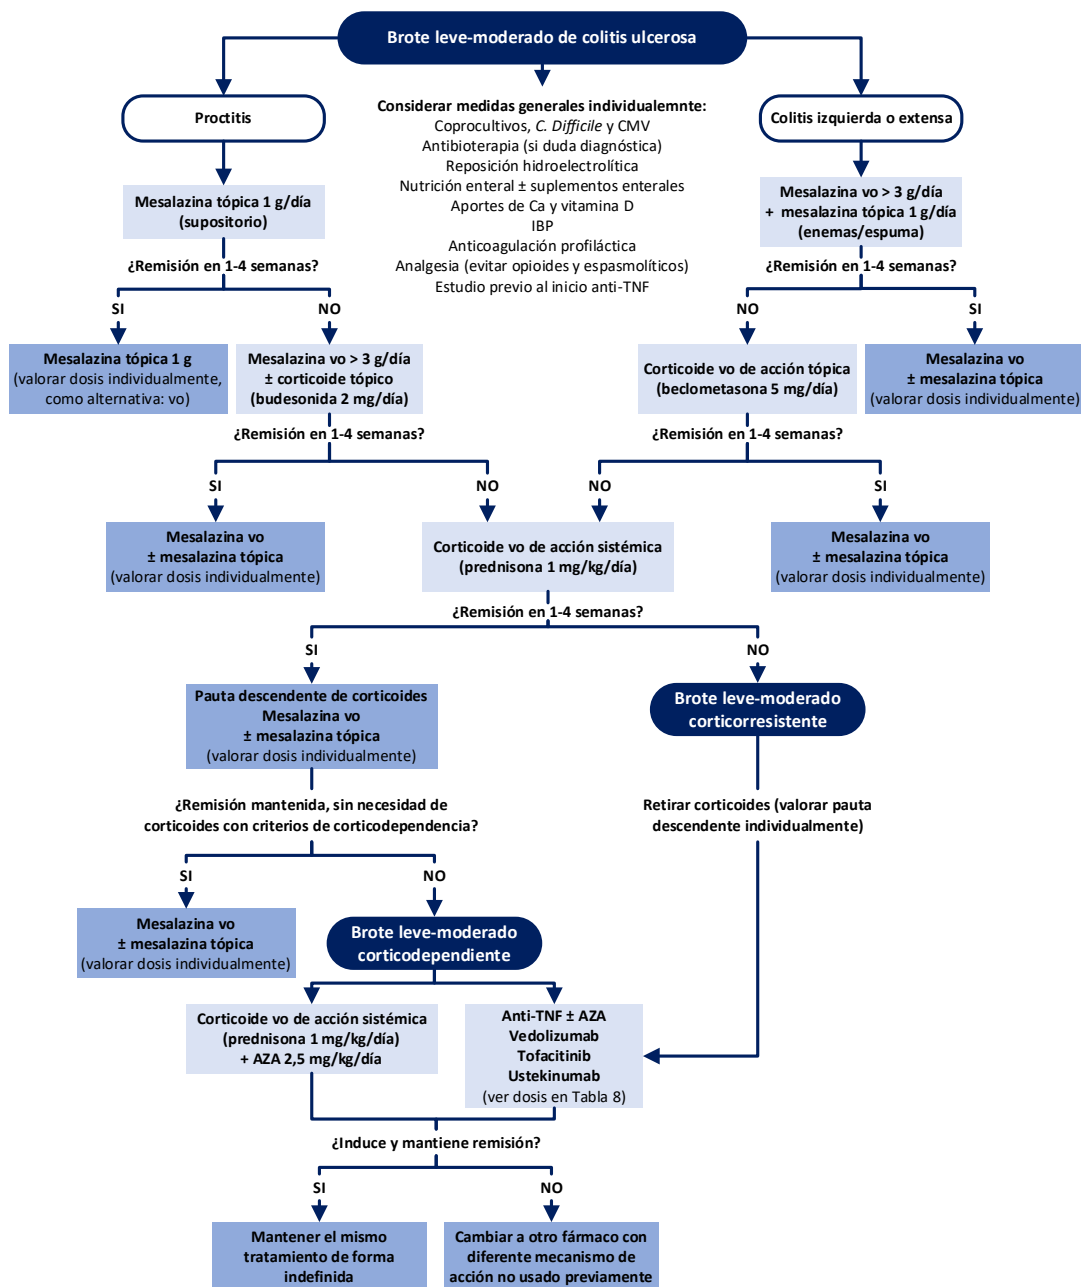 Brote leve-moderado de colitis ulcerosa
Proctitis
Considerar medidas generales individualemnte:
Coprocultivos, C. Difficile y CMV
Antibioterapia (si duda diagnóstica)
Reposición hidroelectrolítica
Nutrición enteral ± suplementos enterales
Aportes de Ca y vitamina D
IBP
Anticoagulación profiláctica
Analgesia (evitar opioides y espasmolíticos)
Estudio previo al inicio anti-TNF
Colitis izquierda o extensa
Mesalazina tópica 1 g/día
(supositorio)
Mesalazina vo > 3 g/día
+ mesalazina tópica 1 g/día
(enemas/espuma)
¿Remisión en 1-4 semanas?
¿Remisión en 1-4 semanas?
SI
NO
NO
SI
Mesalazina tópica 1 g
(valorar dosis individualmente,
como alternativa: vo)
Mesalazina vo > 3 g/día
± corticoide tópico
(budesonida 2 mg/día)
Corticoide vo de acción tópica
(beclometasona 5 mg/día)
Mesalazina vo
± mesalazina tópica
(valorar dosis individualmente)
¿Remisión en 1-4 semanas?
¿Remisión en 1-4 semanas?
SI
NO
NO
SI
Mesalazina vo
± mesalazina tópica
(valorar dosis individualmente)
Corticoide vo de acción sistémica
(prednisona 1 mg/kg/día)
Mesalazina vo
± mesalazina tópica
(valorar dosis individualmente)
¿Remisión en 1-4 semanas?
SI
NO
Pauta descendente de corticoides
Mesalazina vo
± mesalazina tópica
(valorar dosis individualmente)
Brote leve-moderado
corticorresistente
¿Remisión mantenida, sin necesidad de
corticoides con criterios de corticodependencia?
Retirar corticoides (valorar pauta
descendente individualmente)
SI
NO
Mesalazina vo
± mesalazina tópica
(valorar dosis individualmente)
Brote leve-moderado
corticodependiente
Corticoide vo de acción sistémica
(prednisona 1 mg/kg/día)
+ AZA 2,5 mg/kg/día
Anti-TNF ± AZA
Vedolizumab
Tofacitinib
Ustekinumab
(ver dosis en Tabla 8)
¿Induce y mantiene remisión?
SI
NO
Mantener el mismo
tratamiento de forma
indefinida
Cambiar a otro fármaco con
diferente mecanismo de
acción no usado previamente